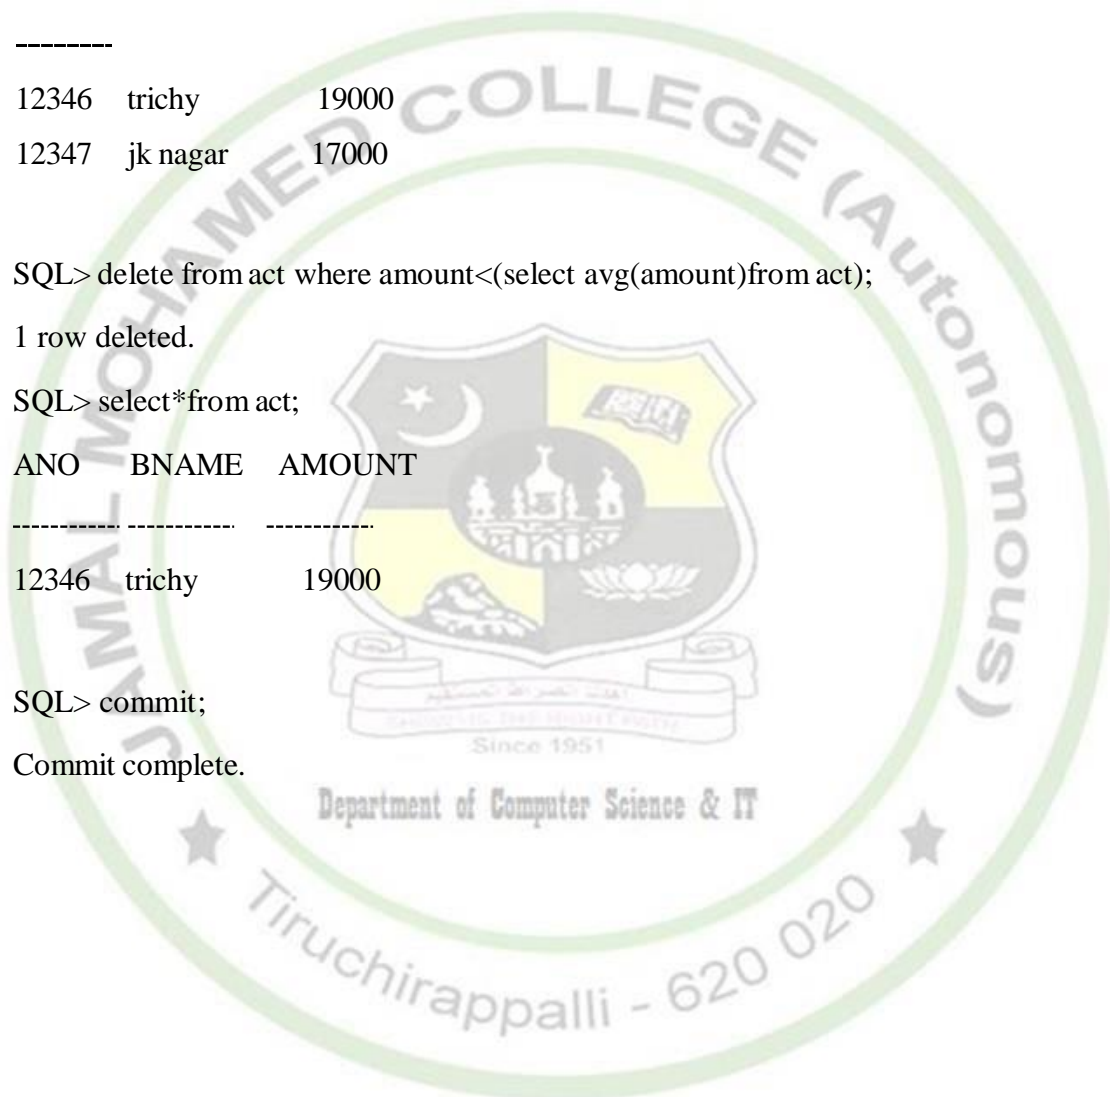 --------
12346 trichy 19000
12347 jk nagar 17000
SQL> delete from act where amount<(select avg(amount)from act);
1 row deleted.
SQL> select*from act;
ANO BNAME AMOUNT
------------ ------------ ------------
12346 trichy 19000
SQL> commit;
Commit complete.
JAMAL MOHAMED COLLEGE (Autonomous)
Since 1951
Department of Computer Science & IT
Tiruchirappalli - 620 020